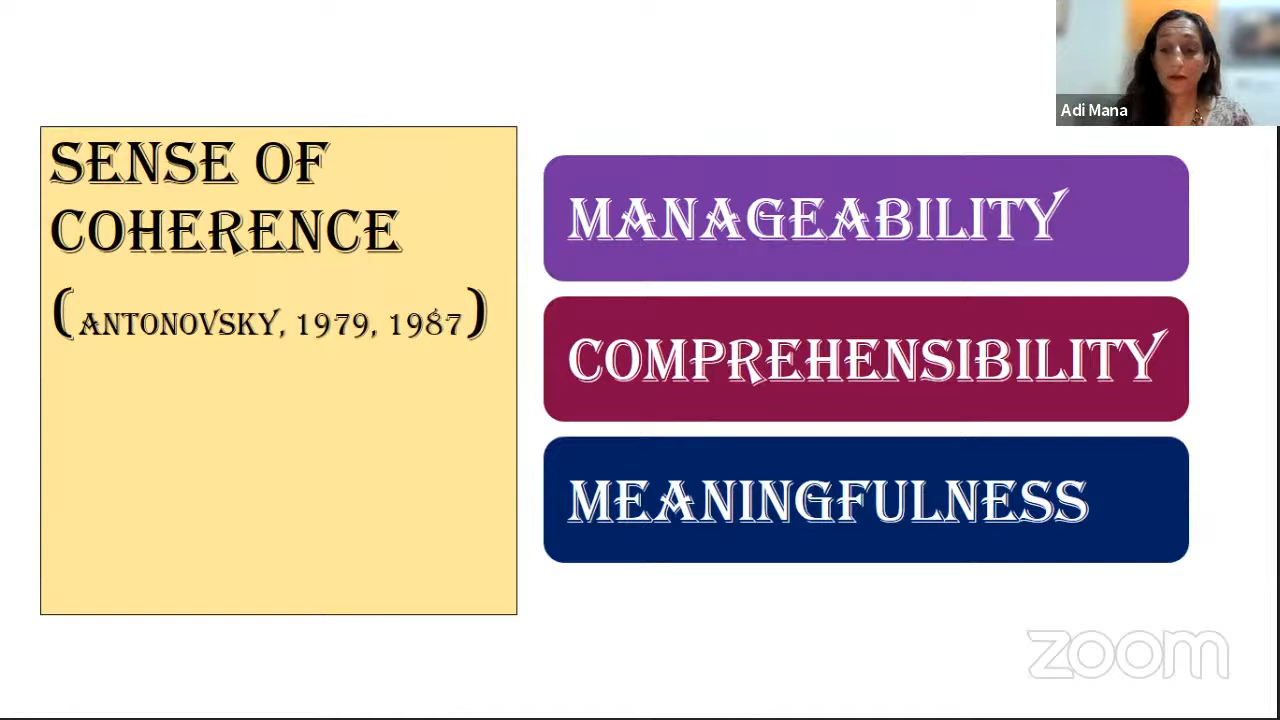 SENSE OF
COHERENCE
(ANTONOVSKY, 1979, 1987)
MANAGEABILITY
COMPREHENSIBILITY
MEANINGFULNESS
Adi Mana
zoom